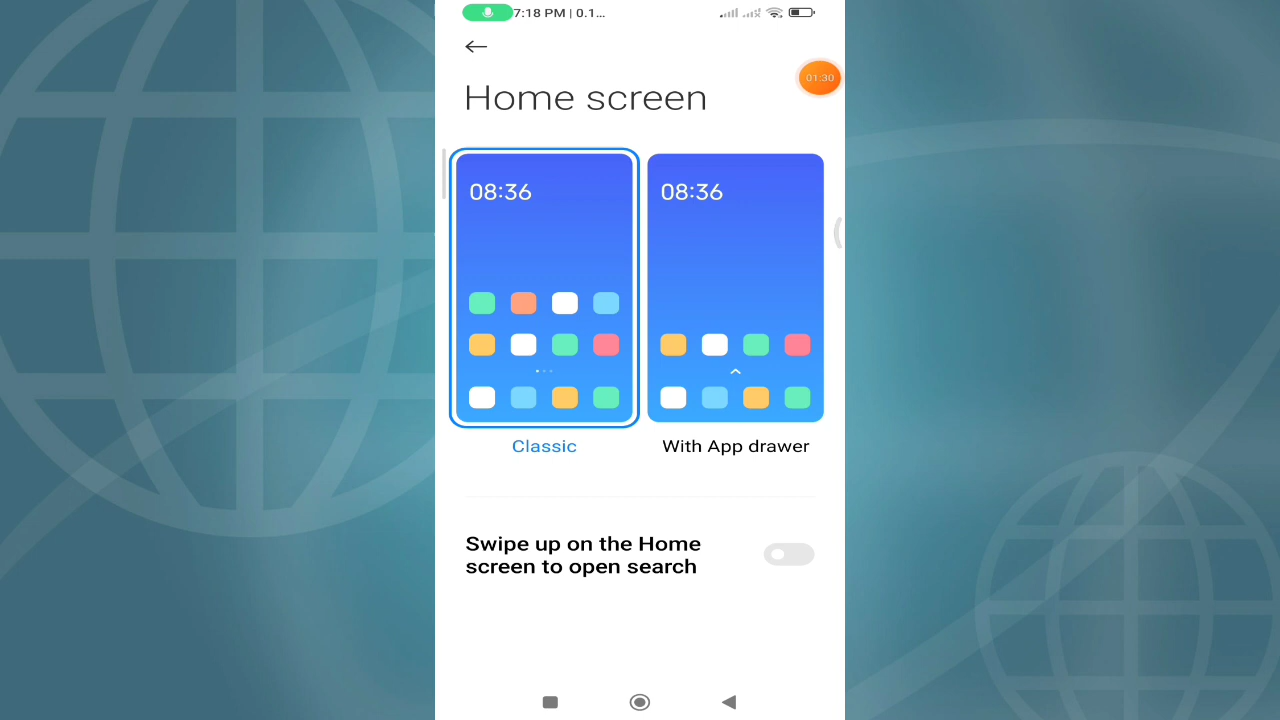 7:18 PM | 0.1...
01:30
Home screen
08:36
08:36
Classic
With App drawer
Swipe up on the Home
screen to open search